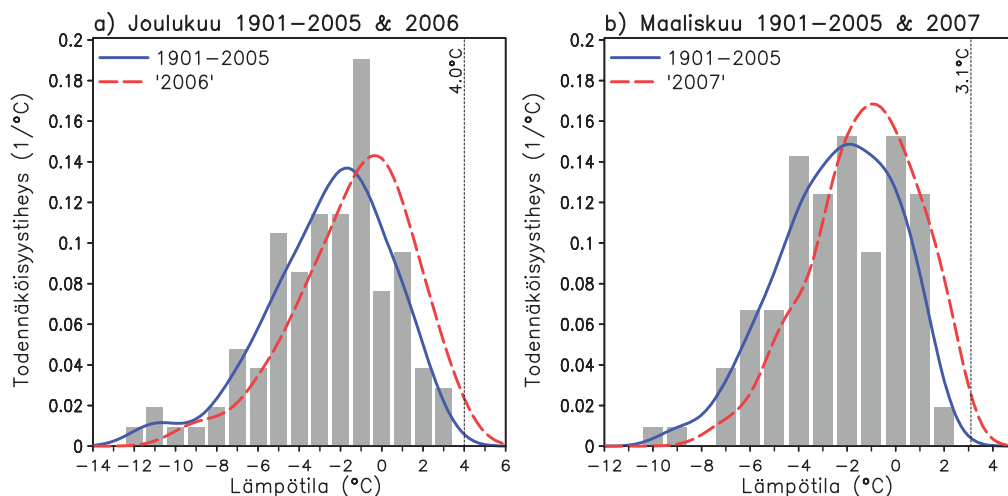 a) Joulukuu 1901–2005 & 2006
0.2
0.18
0.16
0.14
0.12
0.1
0.08
0.06
0.04
0.02
0
Todennäköisyystiheys (1/°C)
1901–2005
'2006'
4.0°C
−14 −12 −10 −8 −6 −4 −2 0 2 4 6
Lämpötila (°C)
b) Maaliskuu 1901–2005 & 2007
0.2
0.18
0.16
0.14
0.12
0.1
0.08
0.06
0.04
0.02
0
Todennäköisyystiheys (1/°C)
1901–2005
'2007'
3.1°C
−12 −10 −8 −6 −4 −2 0 2 4
Lämpötila (°C)